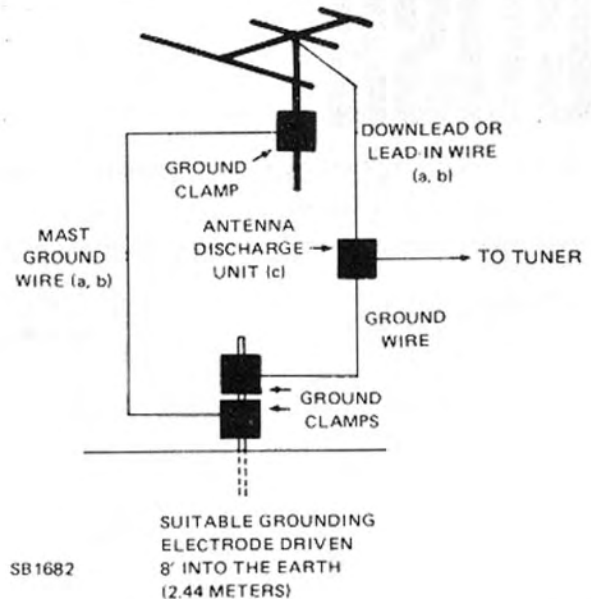 DOWNLEAD OR
LEAD-IN WIRE
(a, b)
GROUND
CLAMP
MAST
GROUND
WIRE (a, b)
ANTENNA
DISCHARGE
UNIT (c)
TO TUNER
GROUND
WIRE
GROUND
CLAMPS
SUITABLE GROUNDING
ELECTRODE DRIVEN
8' INTO THE EARTH
(2.44 METERS)
SB1682